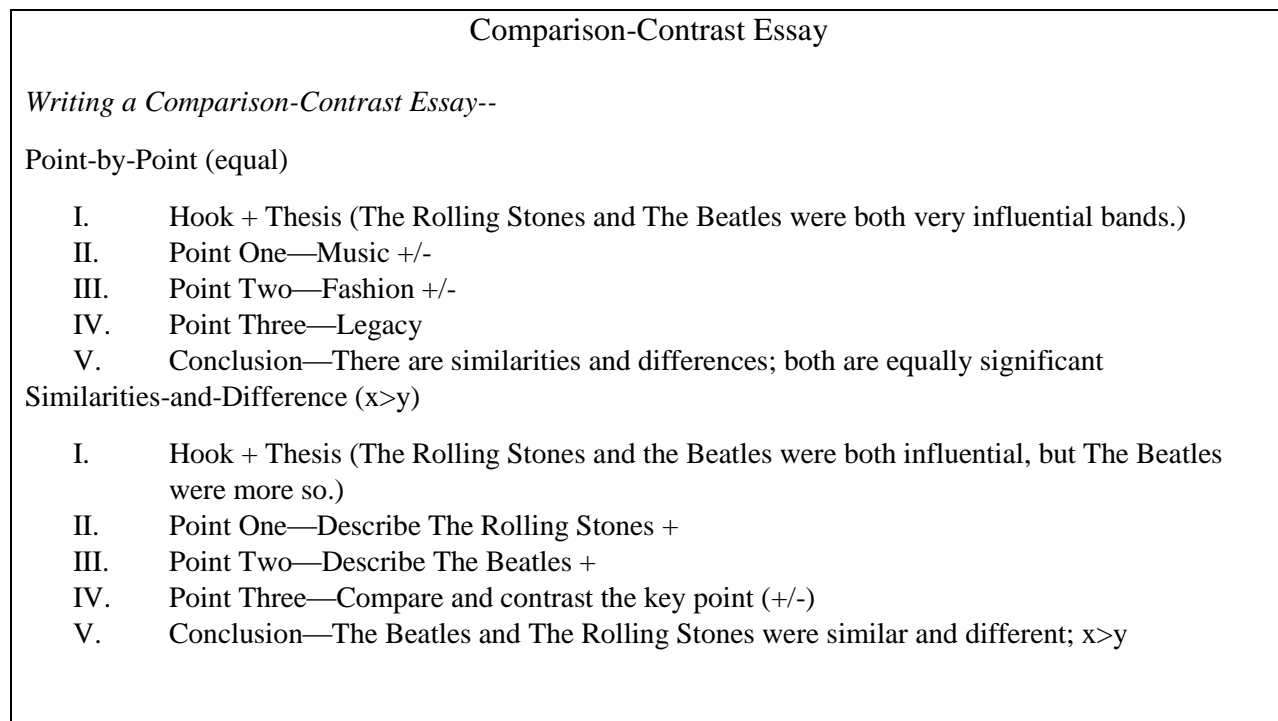 Comparison-Contrast Essay
Writing a Comparison-Contrast Essay--
Point-by-Point (equal)
I. Hook + Thesis (The Rolling Stones and The Beatles were both very influential bands.)
II. Point One—Music +/-
III. Point Two—Fashion +/-
IV. Point Three—Legacy
V. Conclusion—There are similarities and differences; both are equally significant
Similarities-and-Difference (x>y)
I. Hook + Thesis (The Rolling Stones and the Beatles were both influential, but The Beatles
were more so.)
II. Point One—Describe The Rolling Stones +
III. Point Two—Describe The Beatles +
IV. Point Three—Compare and contrast the key point (+/-)
V. Conclusion—The Beatles and The Rolling Stones were similar and different; x>y